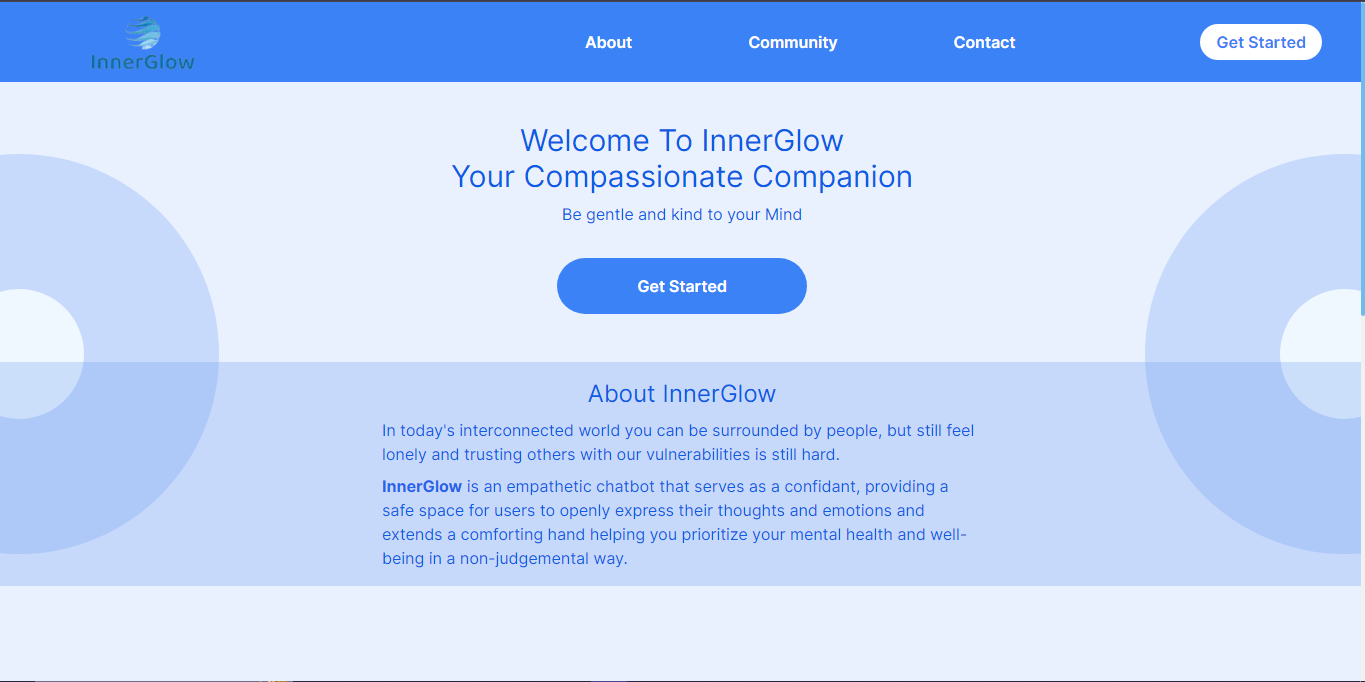 InnerGlow
About
Community
Contact
Get Started
Welcome To InnerGlow
Your Compassionate Companion
Be gentle and kind to your Mind
Get Started
About InnerGlow
In today's interconnected world you can be surrounded by people, but still feel
lonely and trusting others with our vulnerabilities is still hard.
InnerGlow is an empathetic chatbot that serves as a confidant, providing a
safe space for users to openly express their thoughts and emotions and
extends a comforting hand helping you prioritize your mental health and well-
being in a non-judgemental way.